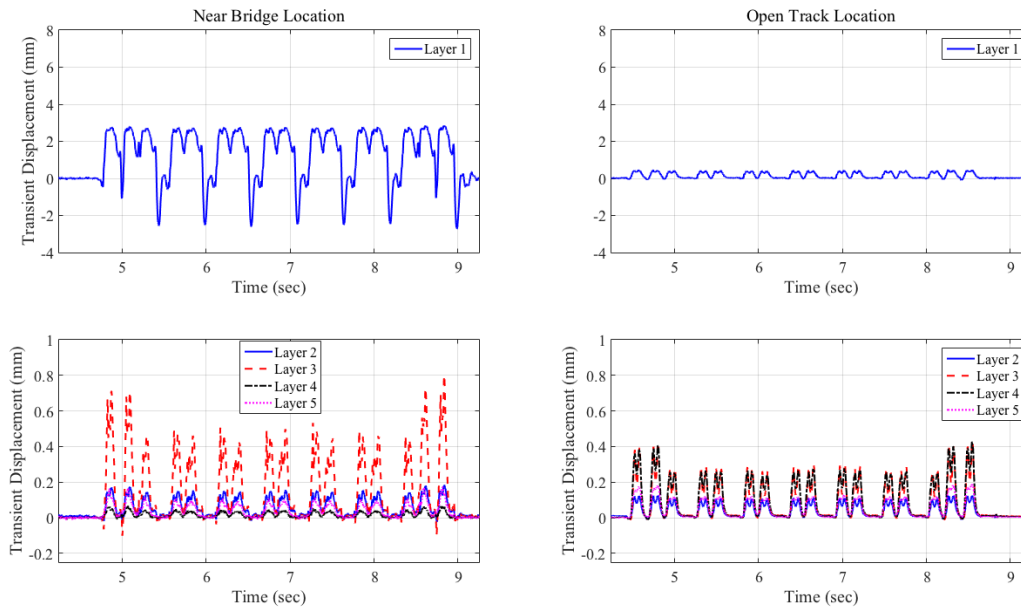 Near Bridge Location
8
6
4
2
0
-2
-4
Transient Displacement (mm)
Layer 1
5 6 7 8 9
Time (sec)
Open Track Location
8
6
4
2
0
-2
-4
Transient Displacement (mm)
Layer 1
5 6 7 8 9
Time (sec)
1
0.8
0.6
0.4
0.2
0
-0.2
Transient Displacement (mm)
Layer 2
Layer 3
Layer 4
Layer 5
5 6 7 8 9
Time (sec)
1
0.8
0.6
0.4
0.2
0
-0.2
Transient Displacement (mm)
Layer 2
Layer 3
Layer 4
Layer 5
5 6 7 8 9
Time (sec)